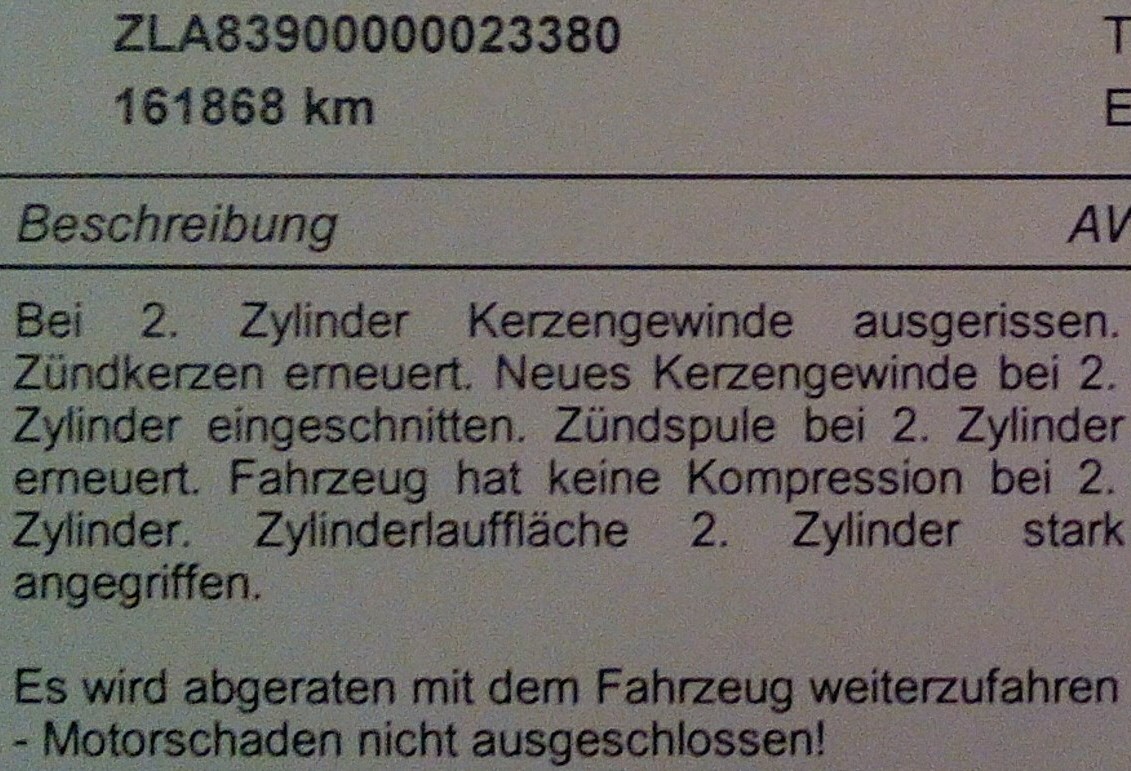 ZLA83900000023380 T
161868 km E
Beschreibung AV
Bei 2. Zylinder Kerzengewinde ausgerissen.
Zündkerzen erneuert. Neues Kerzengewinde bei 2.
Zylinder eingeschnitten. Zündspule bei 2. Zylinder
erneuert. Fahrzeug hat keine Kompression bei 2.
Zylinder. Zylinderlauffläche 2. Zylinder stark
angegriffen.
Es wird abgeraten mit dem Fahrzeug weiterzufahren
- Motorschaden nicht ausgeschlossen!